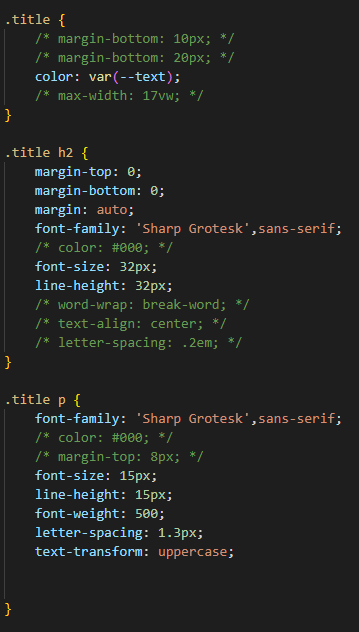 .title {
    /* margin-bottom: 10px; */
    /* margin-bottom: 20px; */
    color: var(--text);
    /* max-width: 17vw; */
}

.title h2 {
    margin-top: 0;
    margin-bottom: 0;
    margin: auto;
    font-family: 'Sharp Grotesk',sans-serif;
    /* color: #000; */
    font-size: 32px;
    line-height: 32px;
    /* word-wrap: break-word; */
    /* text-align: center; */
    /* letter-spacing: .2em; */
}

.title p {
    font-family: 'Sharp Grotesk',sans-serif;
    /* color: #000; */
    /* margin-top: 8px; */
    font-size: 15px;
    line-height: 15px;
    font-weight: 500;
    letter-spacing: 1.3px;
    text-transform: uppercase;


}